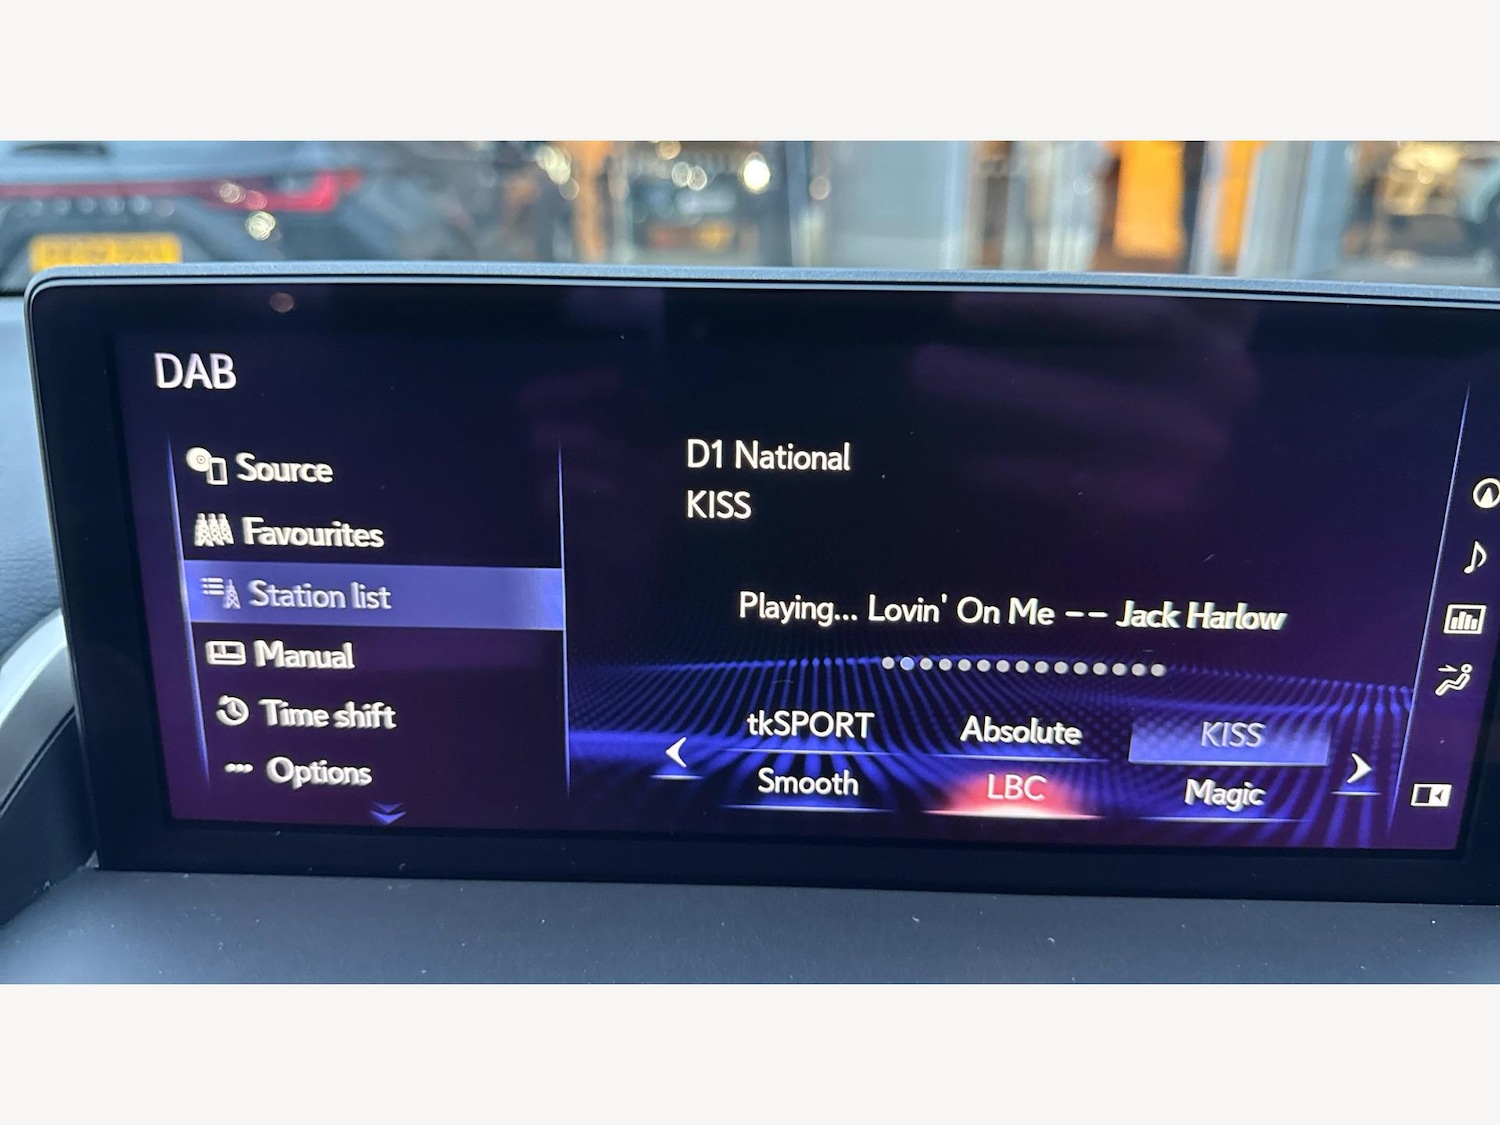 DAB
Source
Favourites
Station list
Manual
Time shift
Options
D1 National
KISS
Playing... Lovin' On Me -- Jack Harlow
tkSPORT
Absolute
KISS
Smooth
LBC
Magic